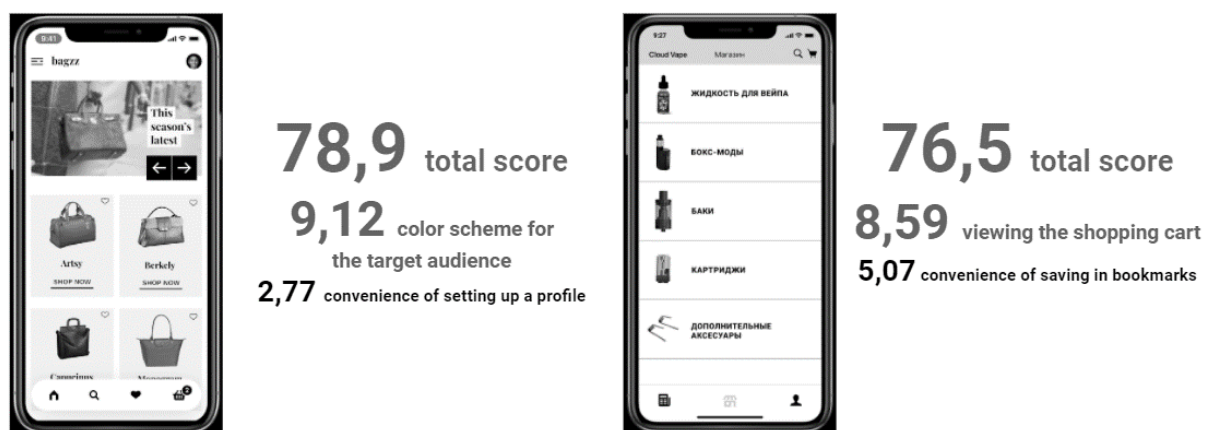 9:41
bagzz
This
season's
latest
Artsy
SHOP NOW
Berkely
SHOP NOW
2
78,9 total score
9,12 color scheme for
the target audience
2,77 convenience of setting up a profile
9:27
Cloud Vape
Магазин
ЖИДКОСТЬ ДЛЯ ВЕЙПА
БОКС-МОДЫ
БАКИ
КАРТРИДЖИ
ДОПОЛНИТЕЛЬНЫЕ
АКСЕСУАРЫ
76,5 total score
8,59 viewing the shopping cart
5,07 convenience of saving in bookmarks